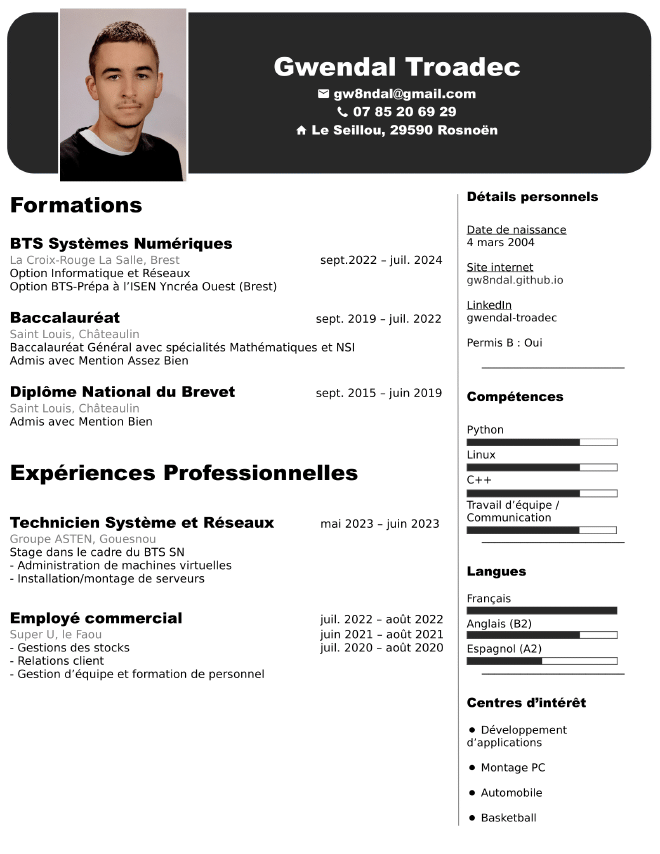 Gwendal Troadec
gw8ndal@gmail.com
07 85 20 69 29
Le Seillou, 29590 Rosnoën
Formations
BTS Systèmes Numériques
La Croix-Rouge La Salle, Brest sept.2022 – juil. 2024
Option Informatique et Réseaux
Option BTS-Prépa à l’ISEN Yncréa Ouest (Brest)
Baccalauréat sept. 2019 – juil. 2022
Saint Louis, Châteaulin
Baccalauréat Général avec spécialités Mathématiques et NSI
Admis avec Mention Assez Bien
Diplôme National du Brevet sept. 2015 – juin 2019
Saint Louis, Châteaulin
Admis avec Mention Bien
Expériences Professionnelles
Technicien Système et Réseaux mai 2023 – juin 2023
Groupe ASTEN, Gouesnou
Stage dans le cadre du BTS SN
- Administration de machines virtuelles
- Installation/montage de serveurs
Employé commercial juil. 2022 – août 2022
Super U, le Faou juin 2021 – août 2021
- Gestions des stocks juil. 2020 – août 2020
- Relations client
- Gestion d’équipe et formation de personnel
Détails personnels
Date de naissance
4 mars 2004
Site internet
gw8ndal.github.io
LinkedIn
gwendal-troadec
Permis B : Oui
Compétences
Python
Linux
C++
Travail d’équipe /
Communication
Langues
Français
Anglais (B2)
Espagnol (A2)
Centres d’intérêt
● Développement
d’applications
● Montage PC
● Automobile
● Basketball